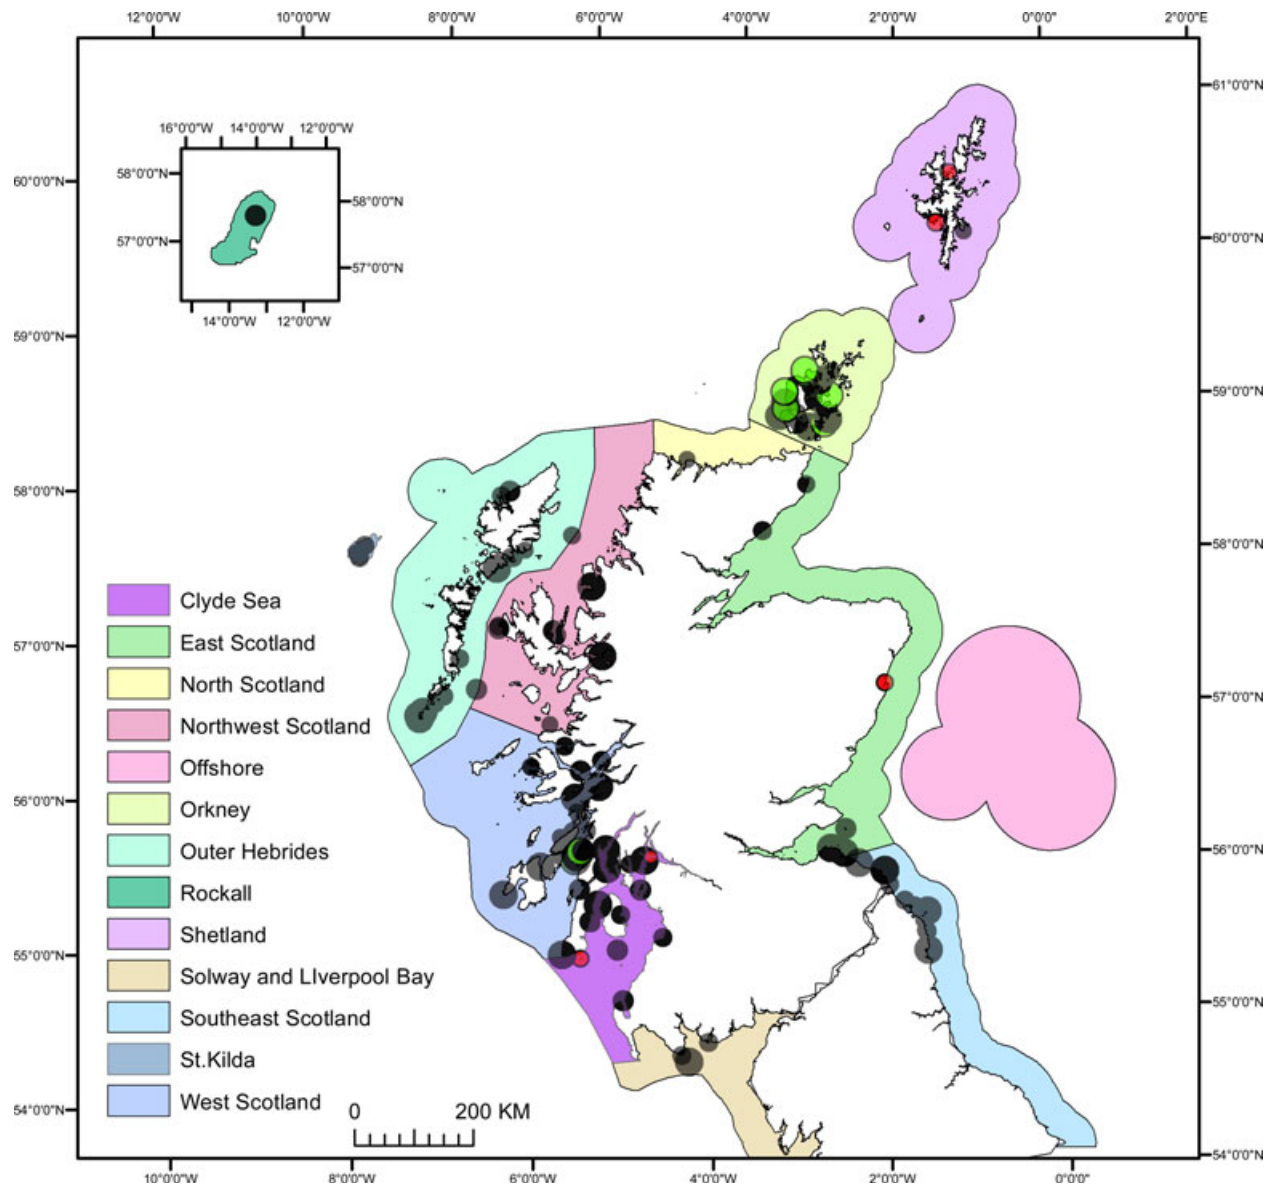 12°0'0"W 10°0'0"W 8°0'0"W 6°0'0"W 4°0'0"W 2°0'0"W 0°0'0" 2°0'0"E
61°0'0"N
16°0'0"W 14°0'0"W 12°0'0"W
58°0'0"N
60°0'0"N
58°0'0"N
57°0'0"N
60°0'0"N
57°0'0"N
14°0'0"W 12°0'0"W
59°0'0"N
59°0'0"N
58°0'0"N
58°0'0"N
Clyde Sea
East Scotland
57°0'0"N
North Scotland
57°0'0"N
Northwest Scotland
Offshore
56°0'0"N
Orkney
Outer Hebrides
56°0'0"N
Rockall
Shetland
55°0'0"N
Solway and LIverpool Bay
55°0'0"N
Southeast Scotland
St.Kilda
West Scotland
54°0'0"N
0 200 KM
54°0'0"N
10°0'0"W 8°0'0"W 6°0'0"W 4°0'0"W 2°0'0"W 0°0'0"